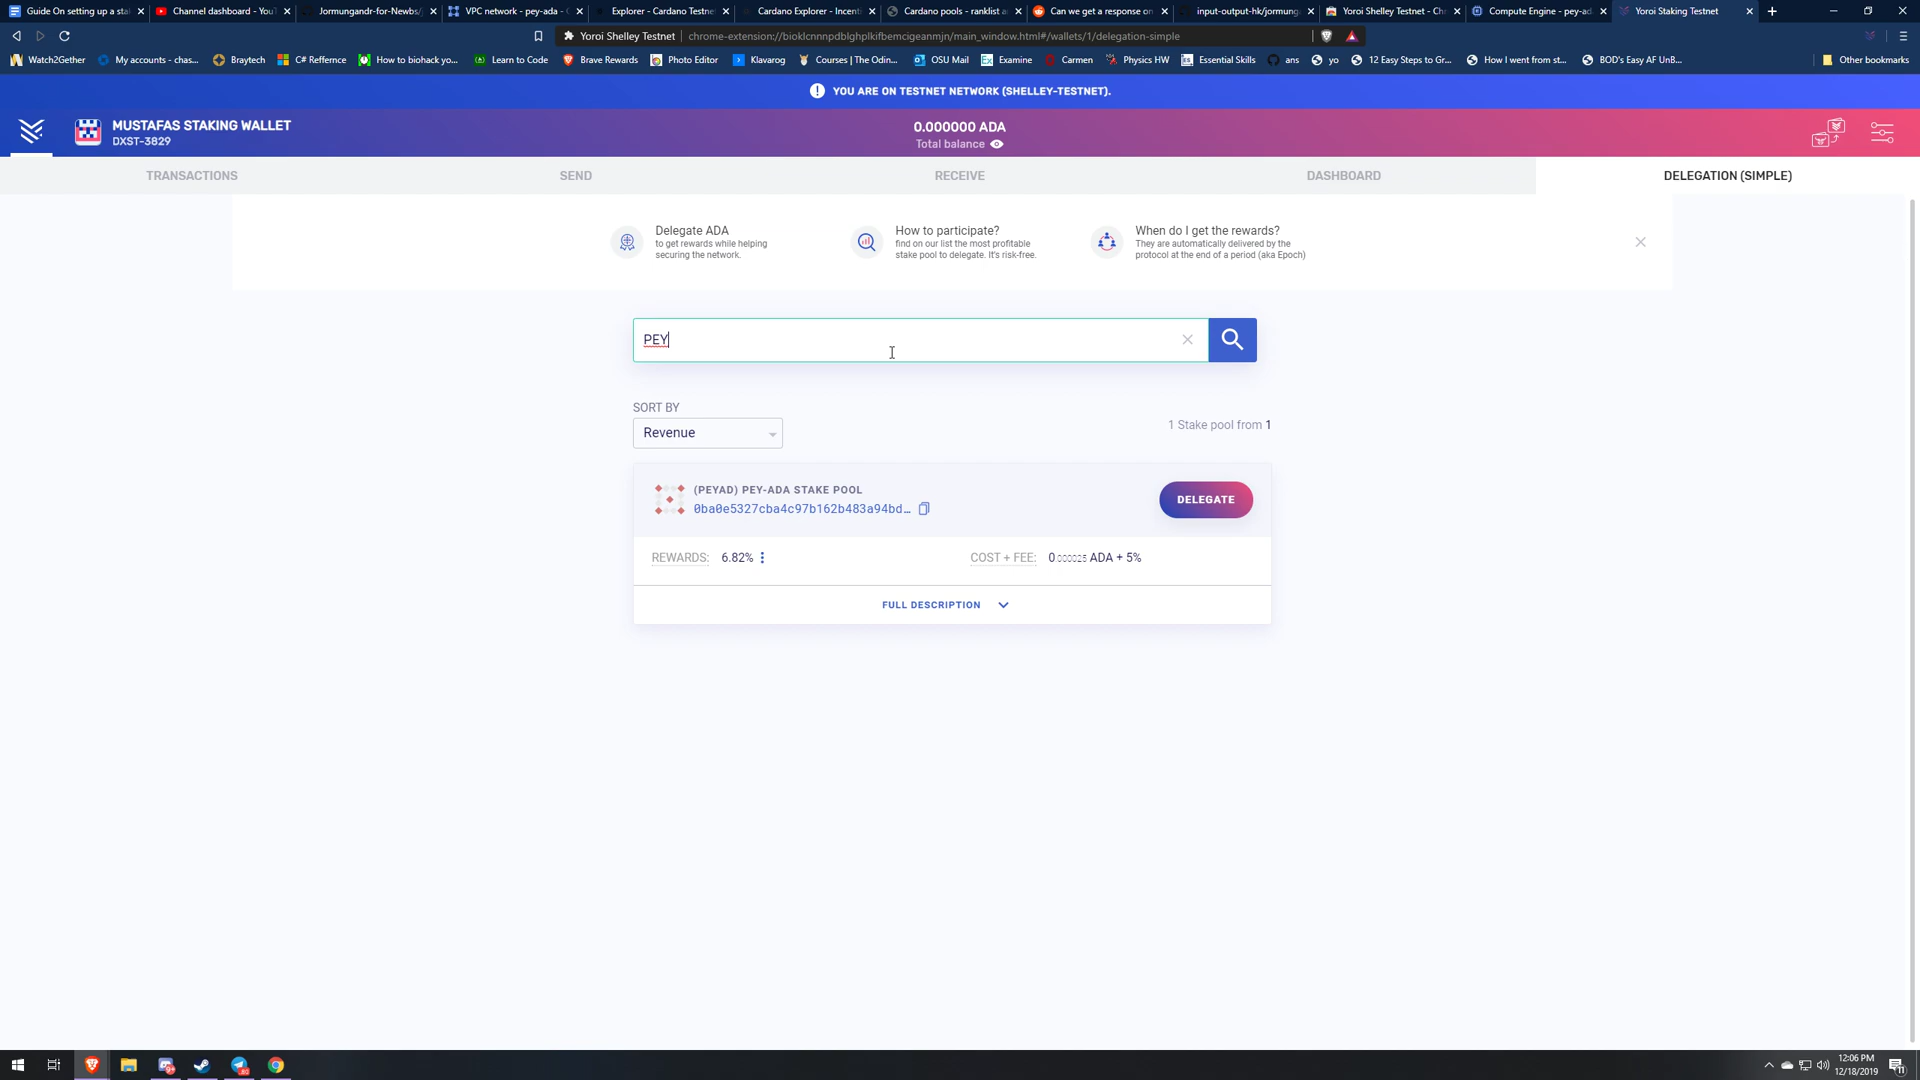 Guide On setting up a sta
Channel dashboard - YouT
Jormungandr-for-Newbs/
VPC network - pey-ada - G
Explorer - Cardano Testne
Cardano Explorer - Incenti
Cardano pools - ranklist a
Can we get a response on
input-output-hk/jormung
Yoroi Shelley Testnet - Ch
Compute Engine - pey-ad
Yoroi Staking Testnet
Yoroi Shelley Testnet
chrome-extension://bioklcnnnpdblghplkifbemcigeanmjn/main_window.html#/wallets/1/delegation-simple
Watch2Gether
My accounts - chas...
Braytech
C# Reffernce
How to biohack yo...
Learn to Code
Brave Rewards
Photo Editor
Klavarog
Courses | The Odin...
OSU Mail
Examine
Carmen
Physics HW
Essential Skills
ans
yo
12 Easy Steps to Gr...
How I went from st...
BOD's Easy AF UnB...
Other bookmarks
YOU ARE ON TESTNET NETWORK (SHELLEY-TESTNET).
MUSTAFAS STAKING WALLET
DXST-3829
0.000000 ADA
Total balance
TRANSACTIONS
SEND
RECEIVE
DASHBOARD
DELEGATION (SIMPLE)
Delegate ADA
to get rewards while helping
securing the network.
How to participate?
find on our list the most profitable
stake pool to delegate. It's risk-free.
When do I get the rewards?
They are automatically delivered by the
protocol at the end of a period (aka Epoch)
PEY
SORT BY
Revenue
1 Stake pool from 1
(PEYAD) PEY-ADA STAKE POOL
0ba0e5327cba4c97b162b483a94bd...
DELEGATE
REWARDS: 6.82%
COST + FEE: 0.000025 ADA + 5%
FULL DESCRIPTION
12:06 PM
12/18/2019